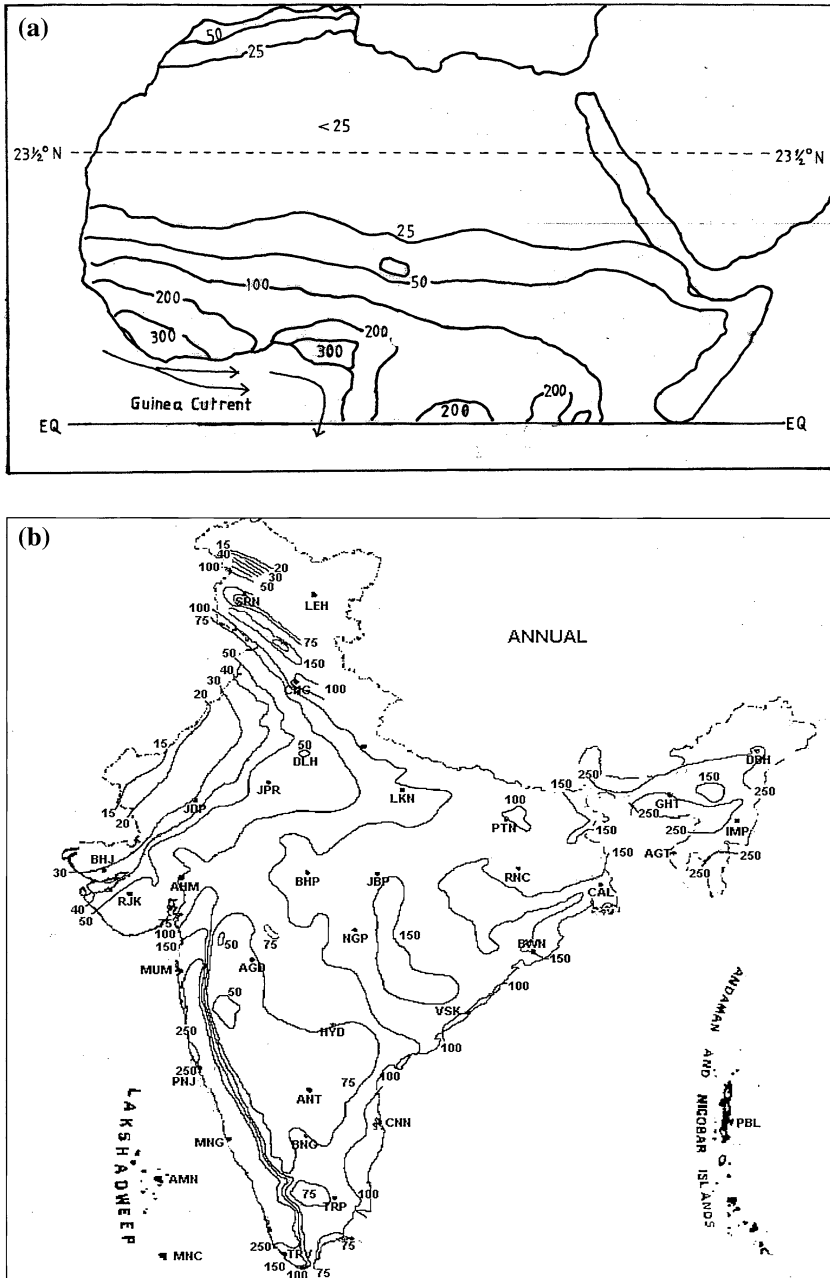 (a)
50
25
<25
23½° N
23½° N
25
50
100
200
300
200
300
200
200
Guinea Current
EQ
EQ
(b)
15
40
100
20
30
50
SRN
LEH
100
75
ANNUAL
75
150
50
40
CHG
100
30
20
20
15
50
DLH
DBH
JPR
150
250
150
250
LKN
100
GHT
15
JDP
PTN
150
250
250
IMP
20
BHJ
150
AGT
250
30
AHM
BHP
JBP
RNC
CAL
RJK
40
50
75
100
50
75
NGP
150
150
BWN
150
MUM
AGD
50
100
VSK
HYD
100
250
250
PNJ
75
100
ANT
CNN
MNG
BNG
LAKSHADWEEP
AMN
75
TRP
100
MNC
250
TRV
75
150
100
75
ANDAMAN AND NICOBAR ISLANDS
PBL